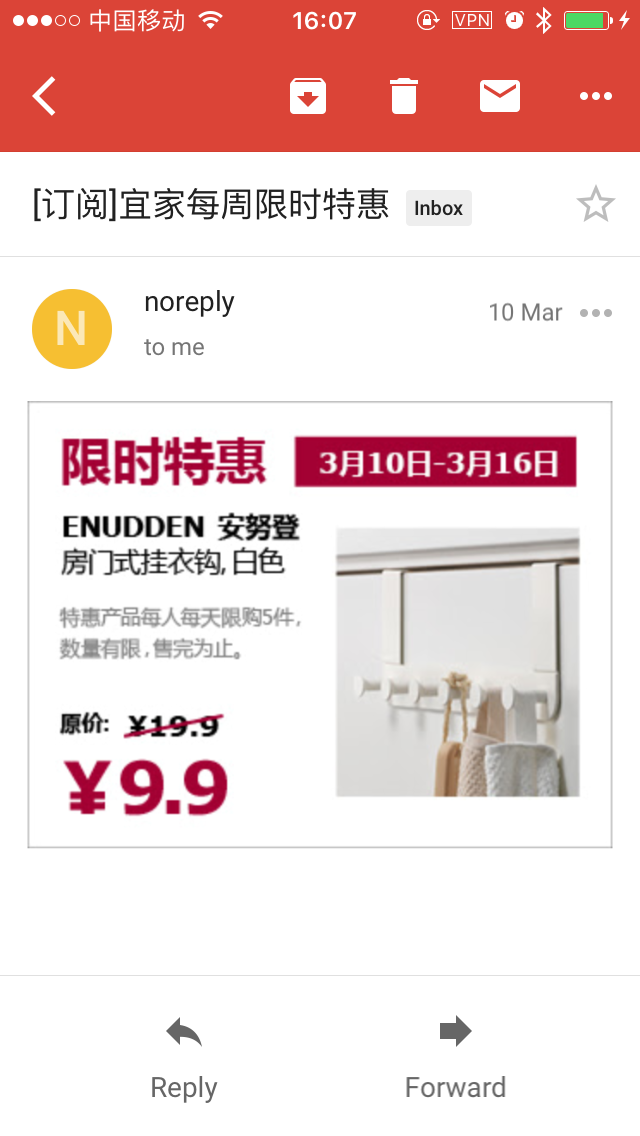 中国移动 16:07 VPN
[订阅]宜家每周限时特惠 Inbox
N
noreply
10 Mar
to me
限时特惠 3月10日-3月16日
ENUDDEN 安努登
房门式挂衣钩, 白色
特惠产品每人每天限购5件,
数量有限,售完为止。
原价: ¥19.9
¥9.9
Reply Forward